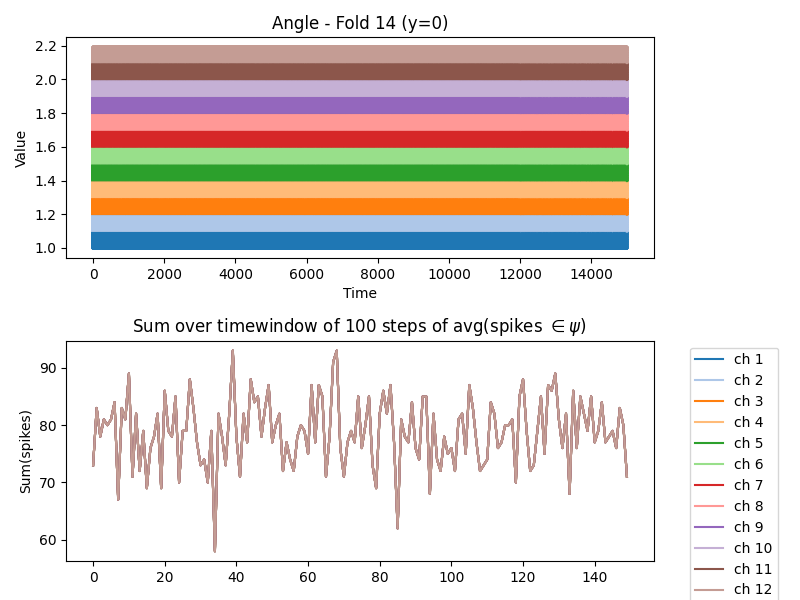 Angle - Fold 14 (y=0)
2.2
2.0
1.8
1.6
1.4
1.2
1.0
Value
0 2000 4000 6000 8000 10000 12000 14000
Time
Sum over timewindow of 100 steps of avg(spikes ∈ ψ)
90
80
70
60
Sum(spikes)
0 20 40 60 80 100 120 140
ch 1
ch 2
ch 3
ch 4
ch 5
ch 6
ch 7
ch 8
ch 9
ch 10
ch 11
ch 12